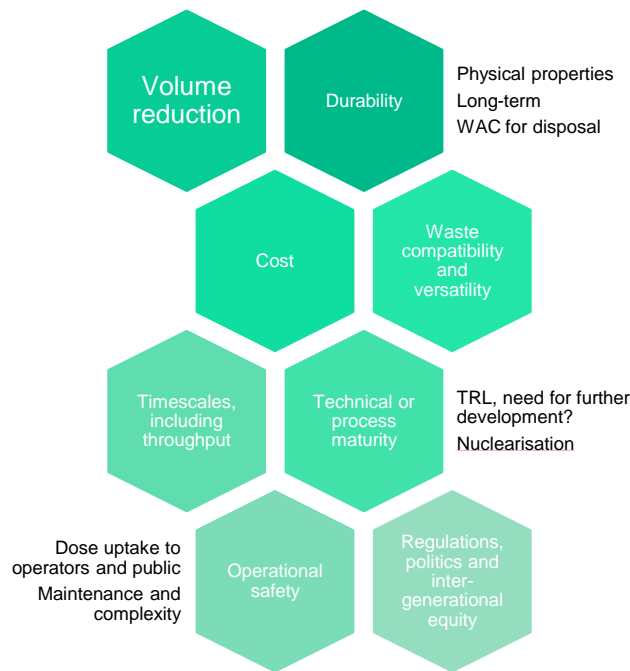 Volume
reduction
Durability
Physical properties
Long-term
WAC for disposal
Cost
Waste
compatibility
and
versatility
Timescales,
including
throughput
Technical or
process
maturity
TRL, need for further
development?
Nuclearisation
Dose uptake to
operators and public
Maintenance and
complexity
Operational
safety
Regulations,
politics and
inter-
generational
equity